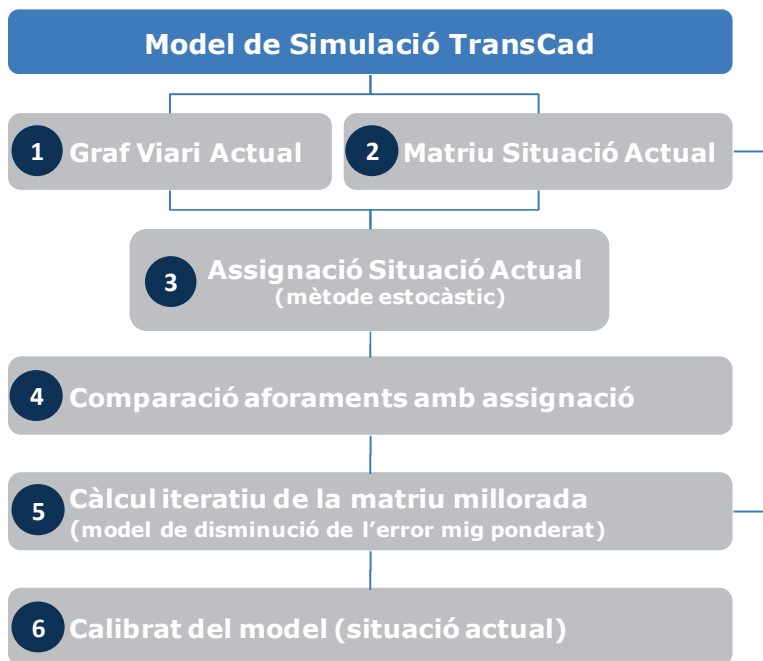 Model de Simulació TransCad
1 Graf Viari Actual
2 Matriu Situació Actual
3 Assignació Situació Actual
(mètode estocàstic)
4 Comparació aforaments amb assignació
5 Càlcul iteratiu de la matriu millorada
(model de disminució de l’error mig ponderat)
6 Calibrat del model (situació actual)